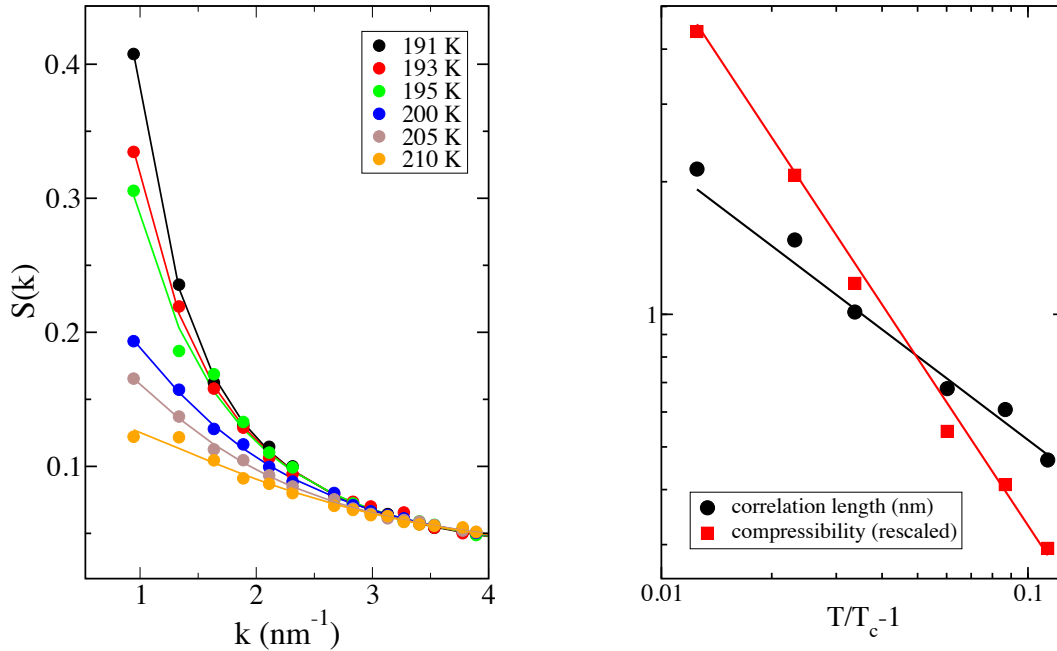 0.4
0.3
0.2
0.1
S(k)
191 K
193 K
195 K
200 K
205 K
210 K
1
2
3
4
k (nm⁻¹)
1
correlation length (nm)
compressibility (rescaled)
0.01
0.1
T/T_c-1